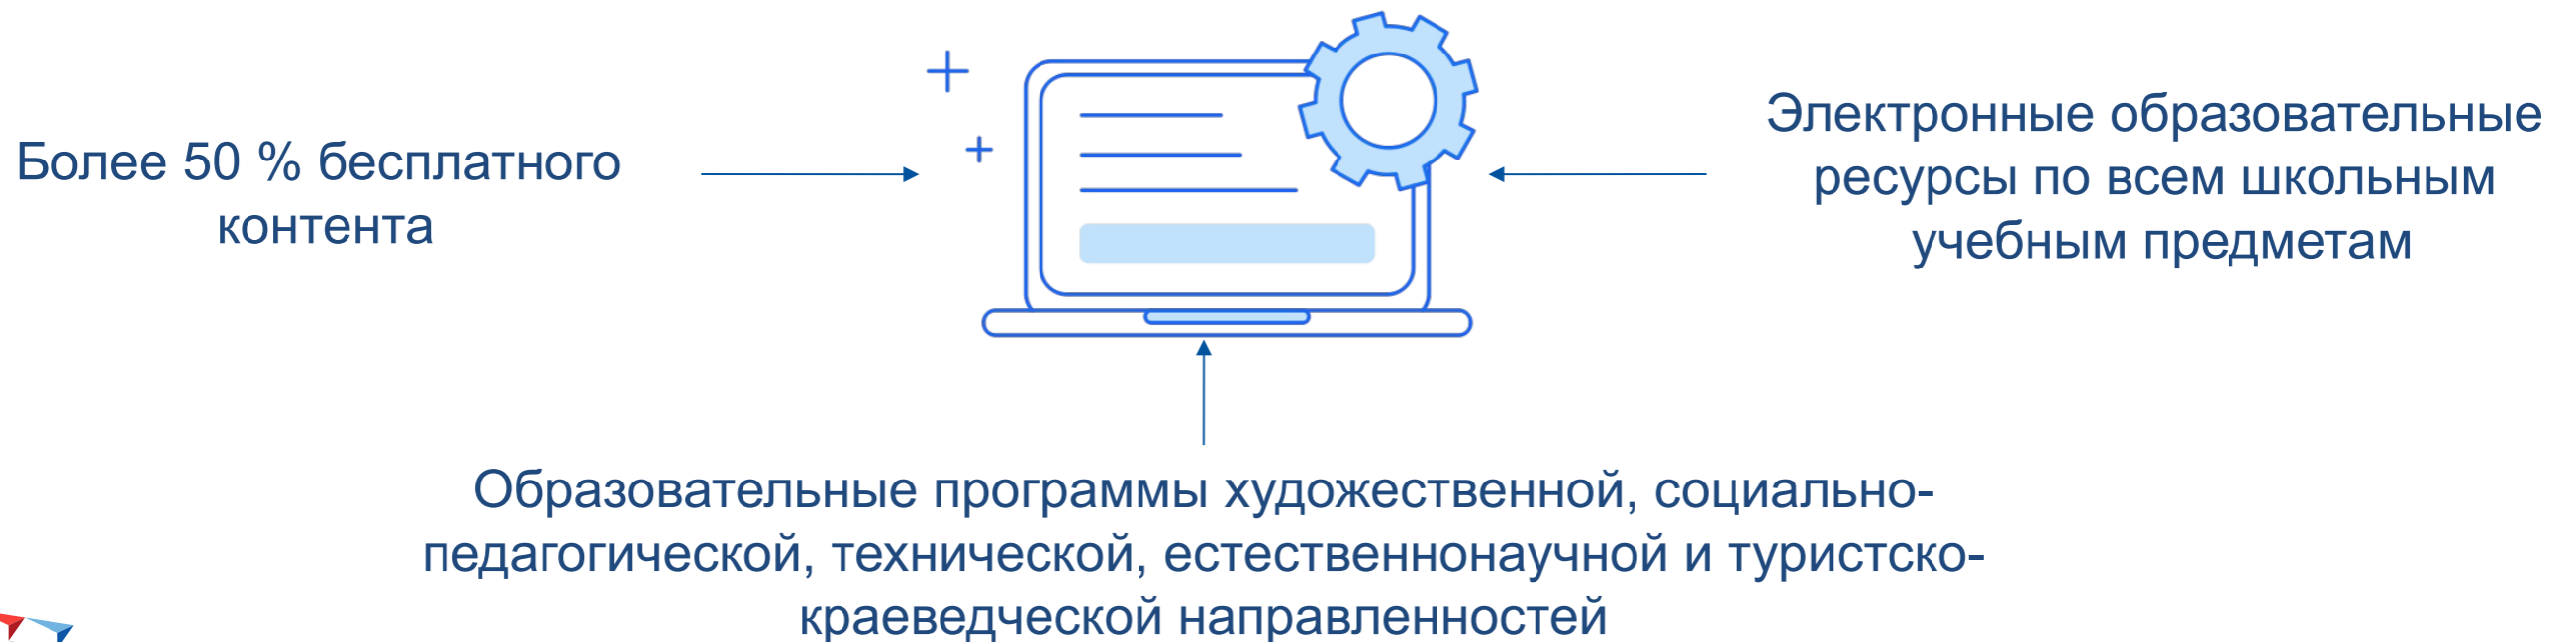 Более 50 % бесплатного
контента
Электронные образовательные
ресурсы по всем школьным
учебным предметам
Образовательные программы художественной, социально-
педагогической, технической, естественнонаучной и туристско-
краеведческой направленностей